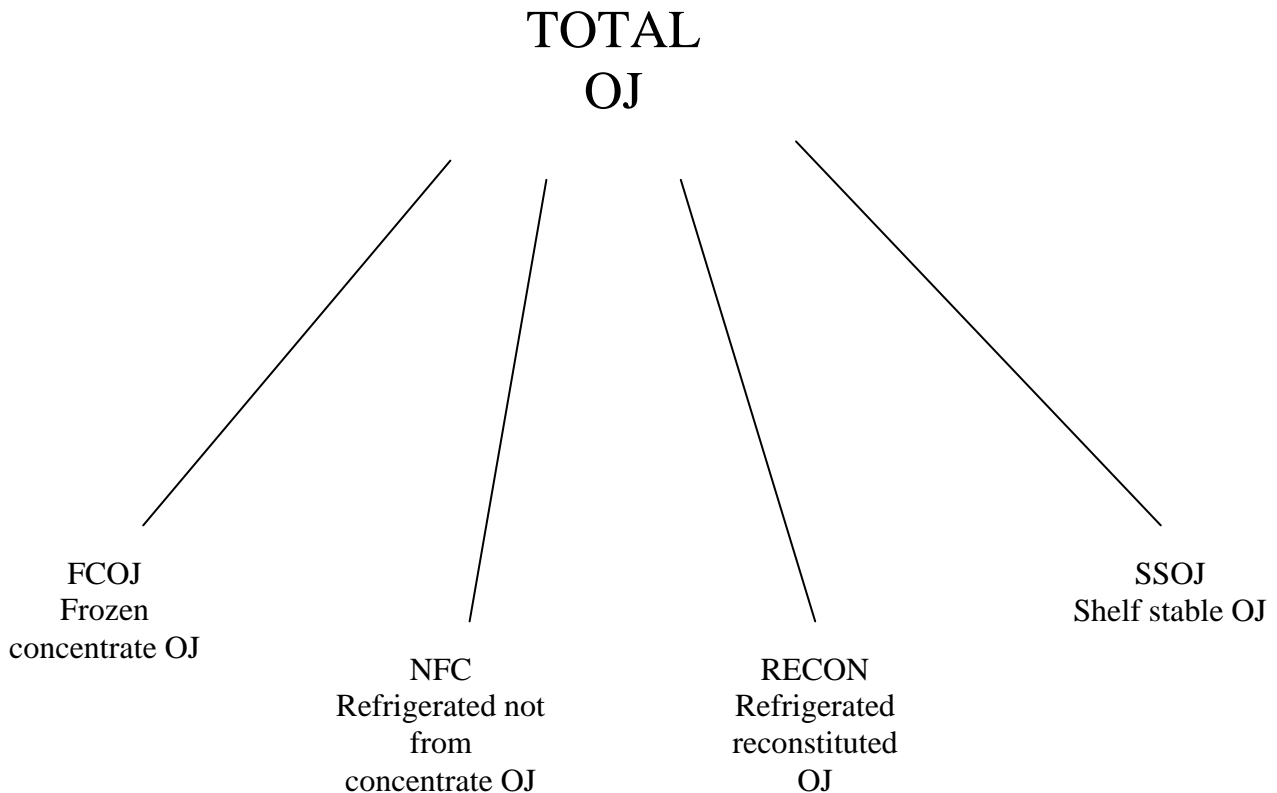 TOTAL
OJ
FCOJ
Frozen
concentrate OJ
NFC
Refrigerated not
from
concentrate OJ
RECON
Refrigerated
reconstituted
OJ
SSOJ
Shelf stable OJ